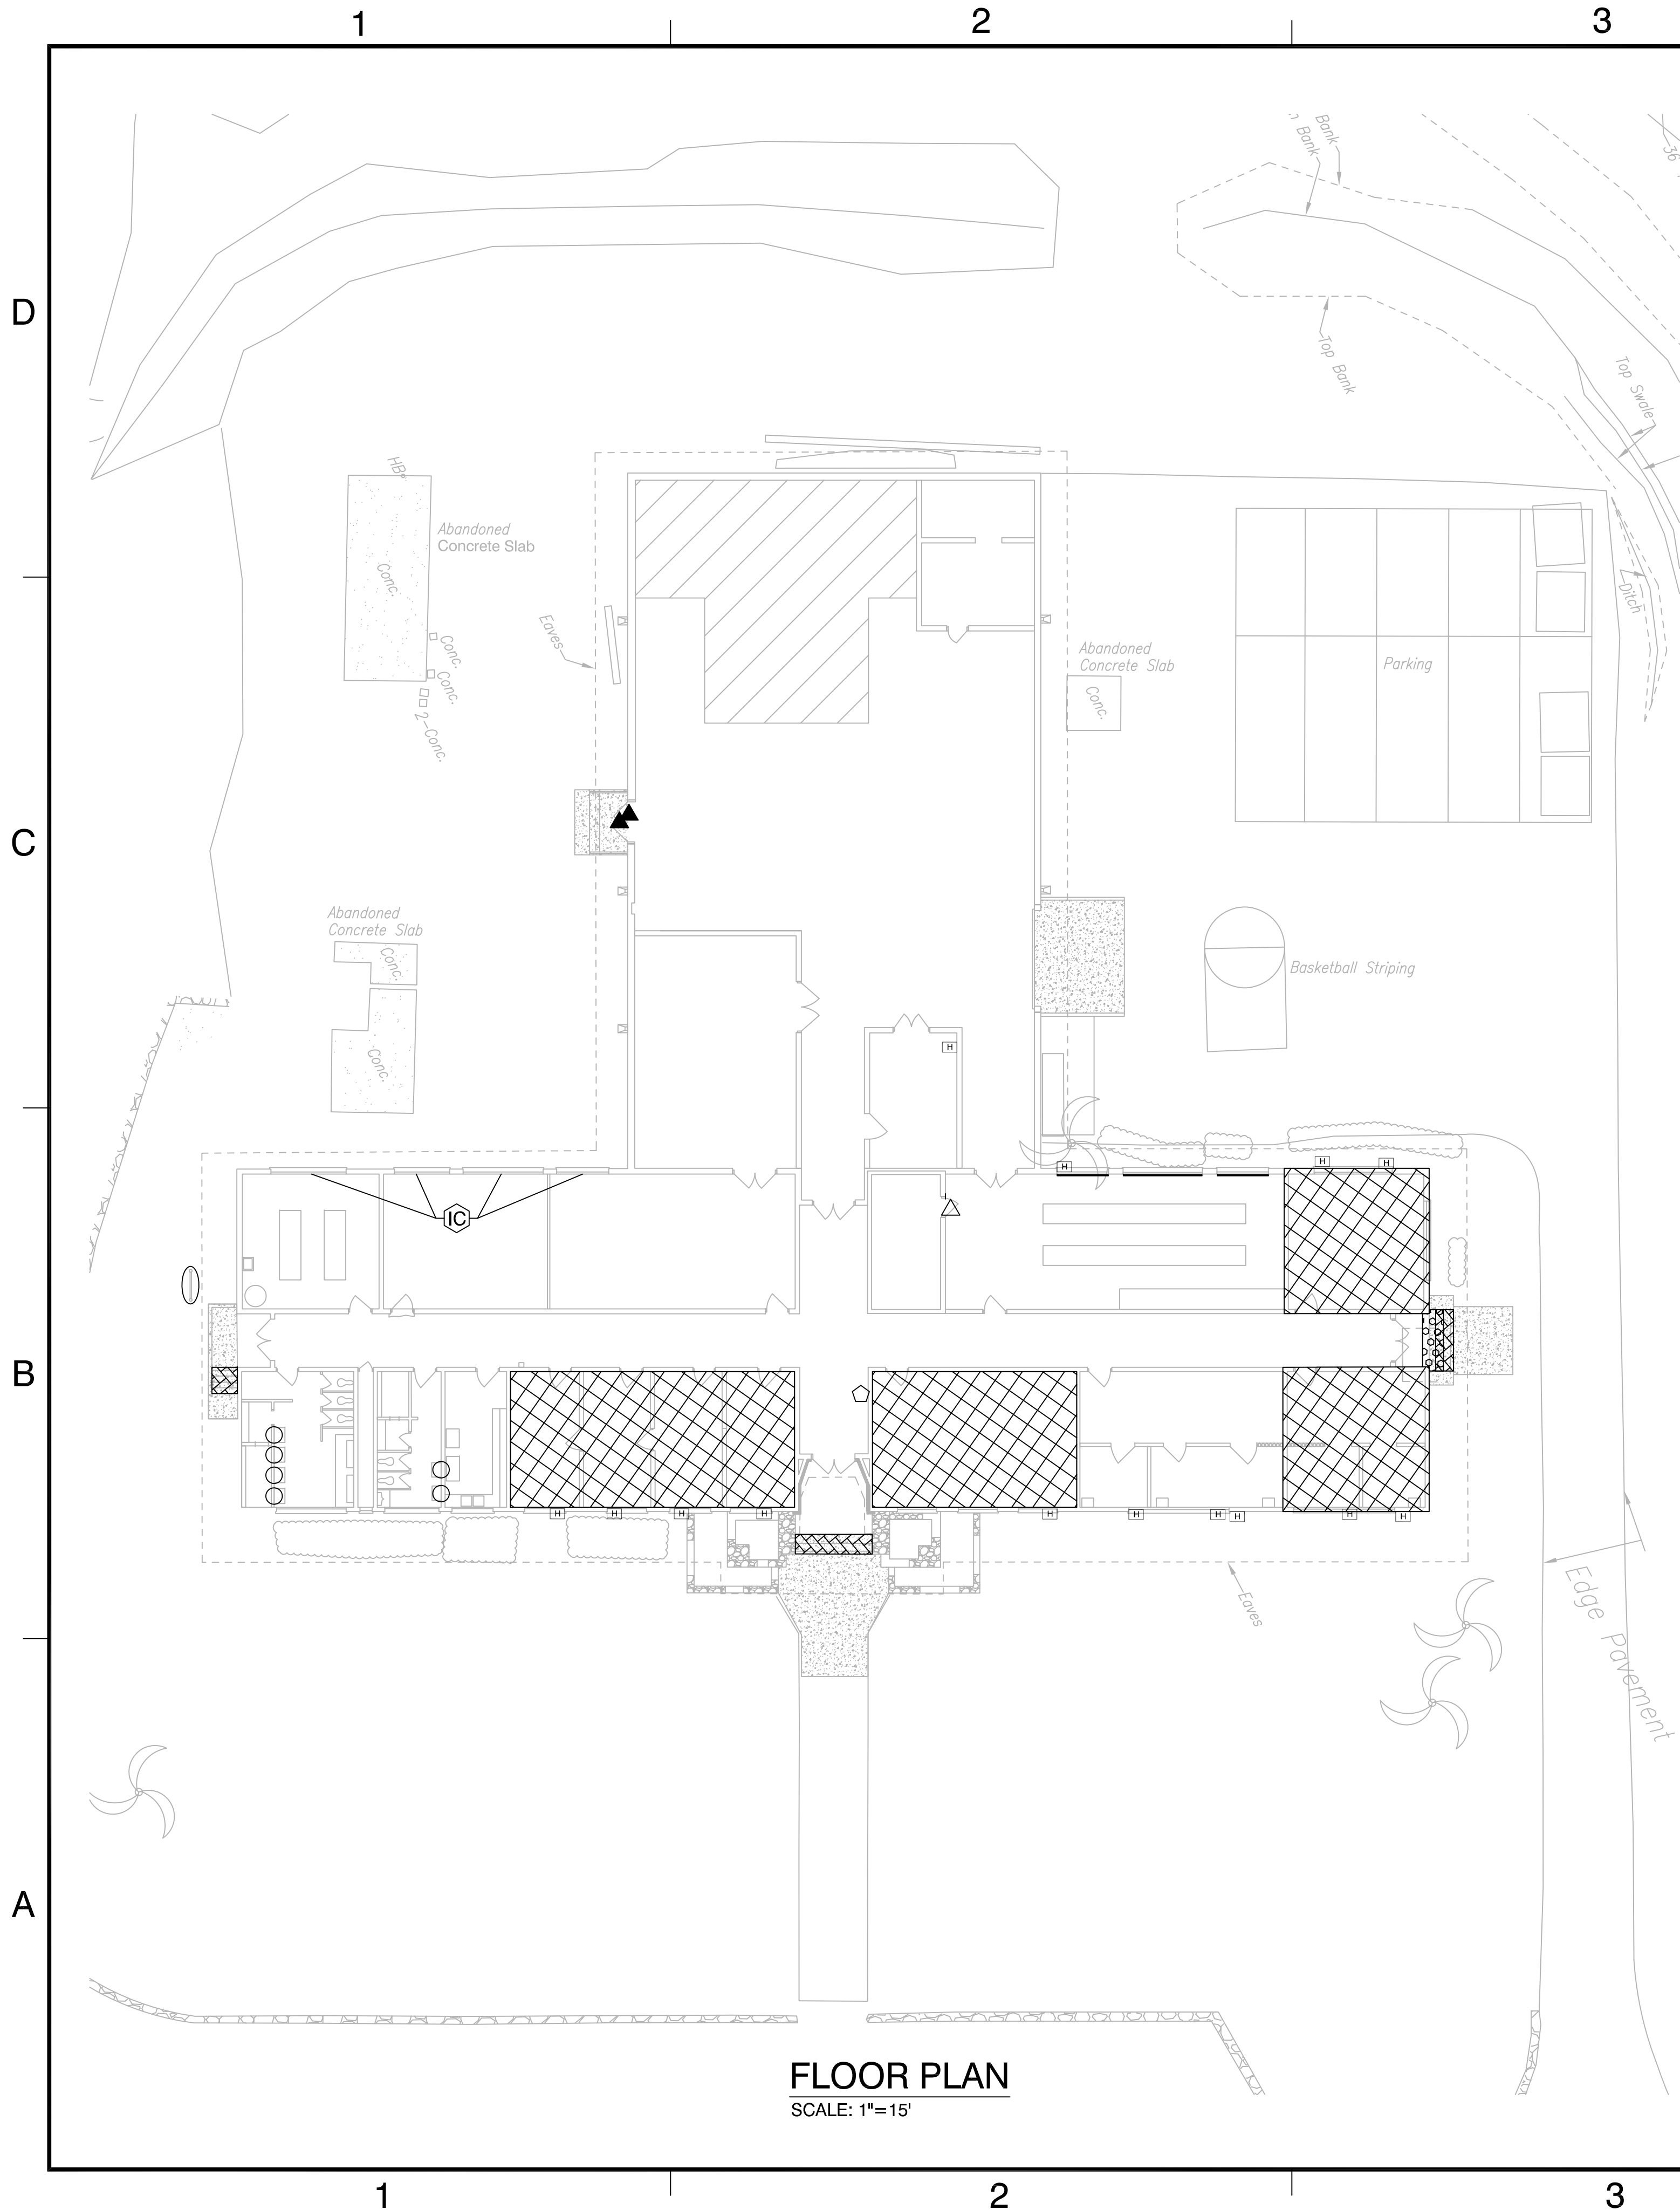 1 2 3
n Bank
Bank
36
D
Top Bank
Top Swale
HB
Abandoned
Concrete Slab
Conc.
Ditch
Eaves
Conc.
Conc.
2-Conc.
Abandoned
Concrete Slab
Conc.
Parking
C
Abandoned
Concrete Slab
Conc.
Conc.
Basketball Striping
H
H H H
L
IC
B
H H H H H H H H H H
Eaves
Edge Pavement
A
FLOOR PLAN
SCALE: 1"=15'
1 2 3